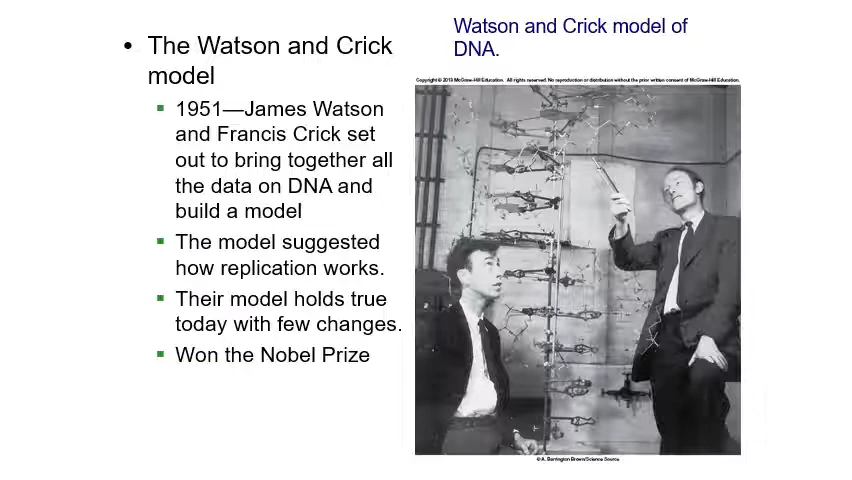 • The Watson and Crick
model
▪ 1951—James Watson
and Francis Crick set
out to bring together all
the data on DNA and
build a model
▪ The model suggested
how replication works.
▪ Their model holds true
today with few changes.
▪ Won the Nobel Prize
Watson and Crick model of
DNA.
Copyright © 2013 McGraw-Hill Education. All rights reserved. No reproduction or distribution without the prior written consent of McGraw-Hill Education.
© A. Barrington Brown/Science Source